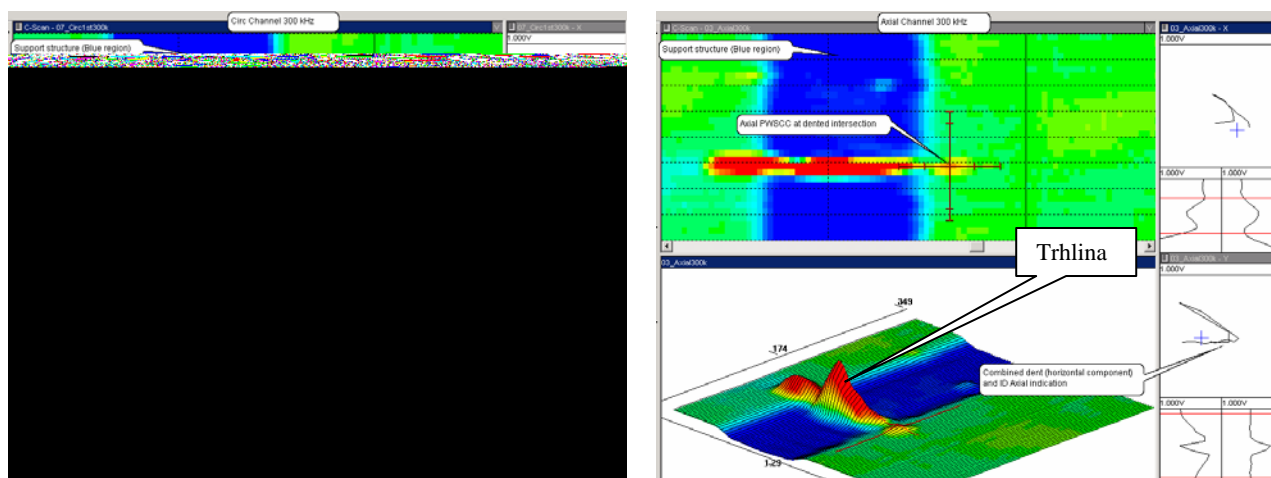 Circ Channel 300 kHz
C-Scan - 07_Circ1st300k
07_Circ1st300k - X
Support structure (Blue region)
1.000V
Axial Channel 300 kHz
C-Scan - 03_Axial300k
03_Axial300k - X
1.000V
Support structure (Blue region)
Axial PWSCC at dented intersection
1.000V
1.000V
Trhlina
03_Axial300k
03_Axial300k - Y
1.000V
349
174
Combined dent (horizontal component)
and ID Axial indication
1.000V
1.000V